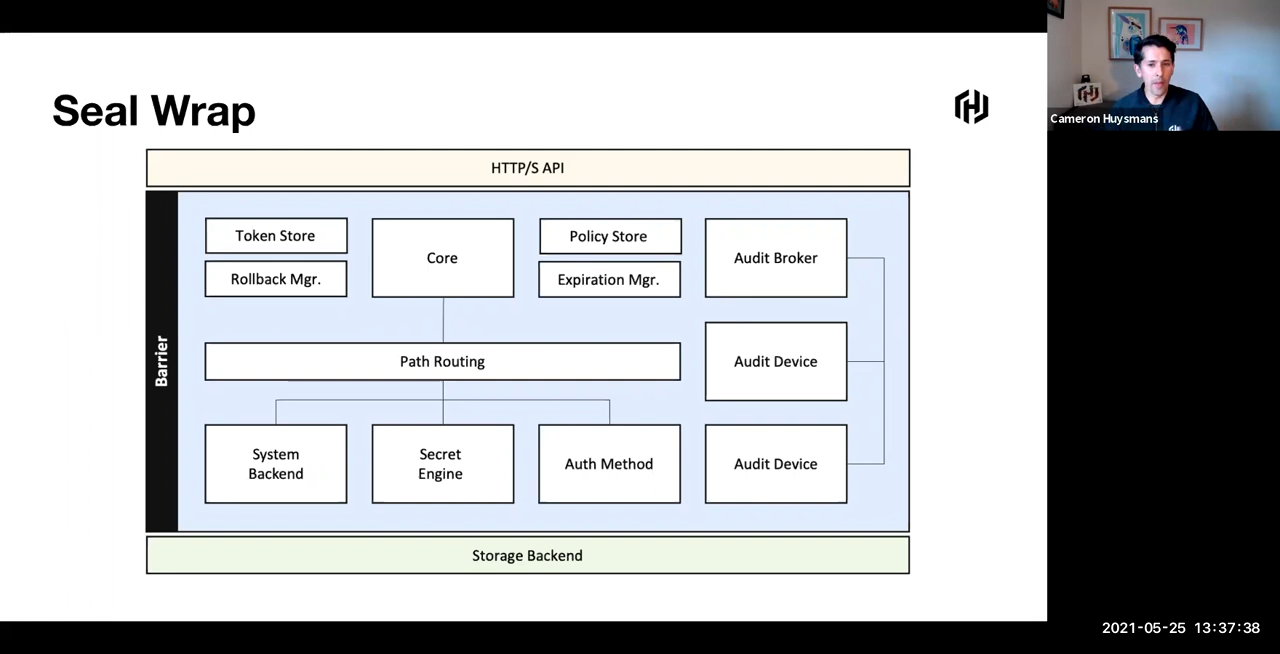 Seal Wrap
Cameron Huysmans
HTTP/S API
Barrier
Token Store
Rollback Mgr.
Core
Policy Store
Expiration Mgr.
Audit Broker
Path Routing
Audit Device
System
Backend
Secret
Engine
Auth Method
Audit Device
Storage Backend
2021-05-25 13:37:38